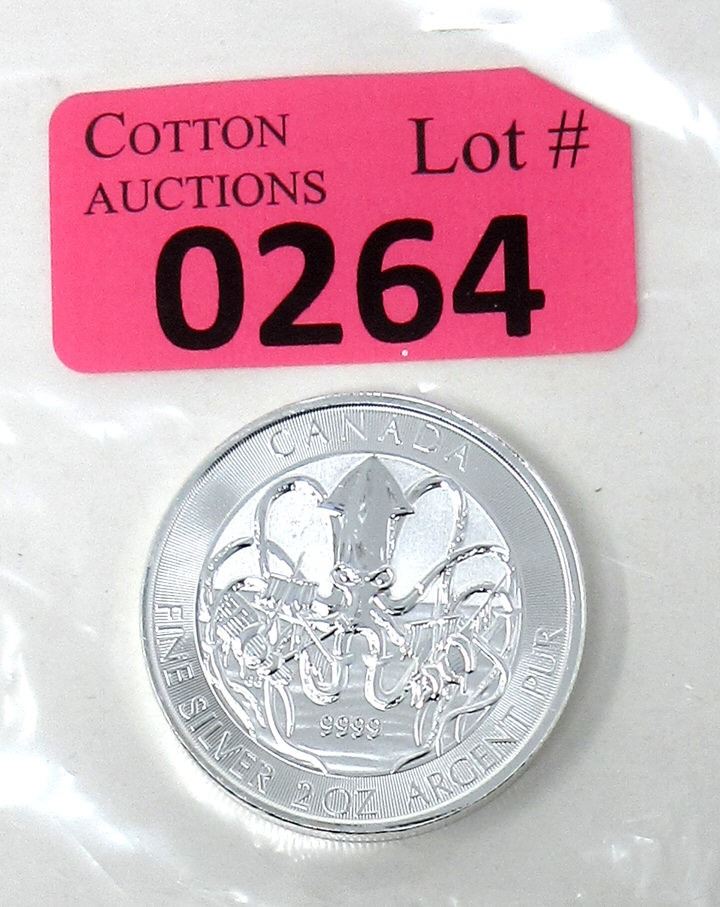 COTTON
AUCTIONS
Lot #
0264
CANADA
9999
FINE SILVER 2 OZ ARGENT PUR